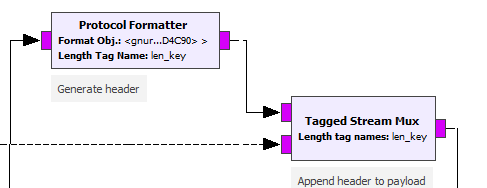 Protocol Formatter
Format Obj.: <gnur...D4C90> >
Length Tag Name: len_key
Generate header
Tagged Stream Mux
Length tag names: len_key
Append header to payload